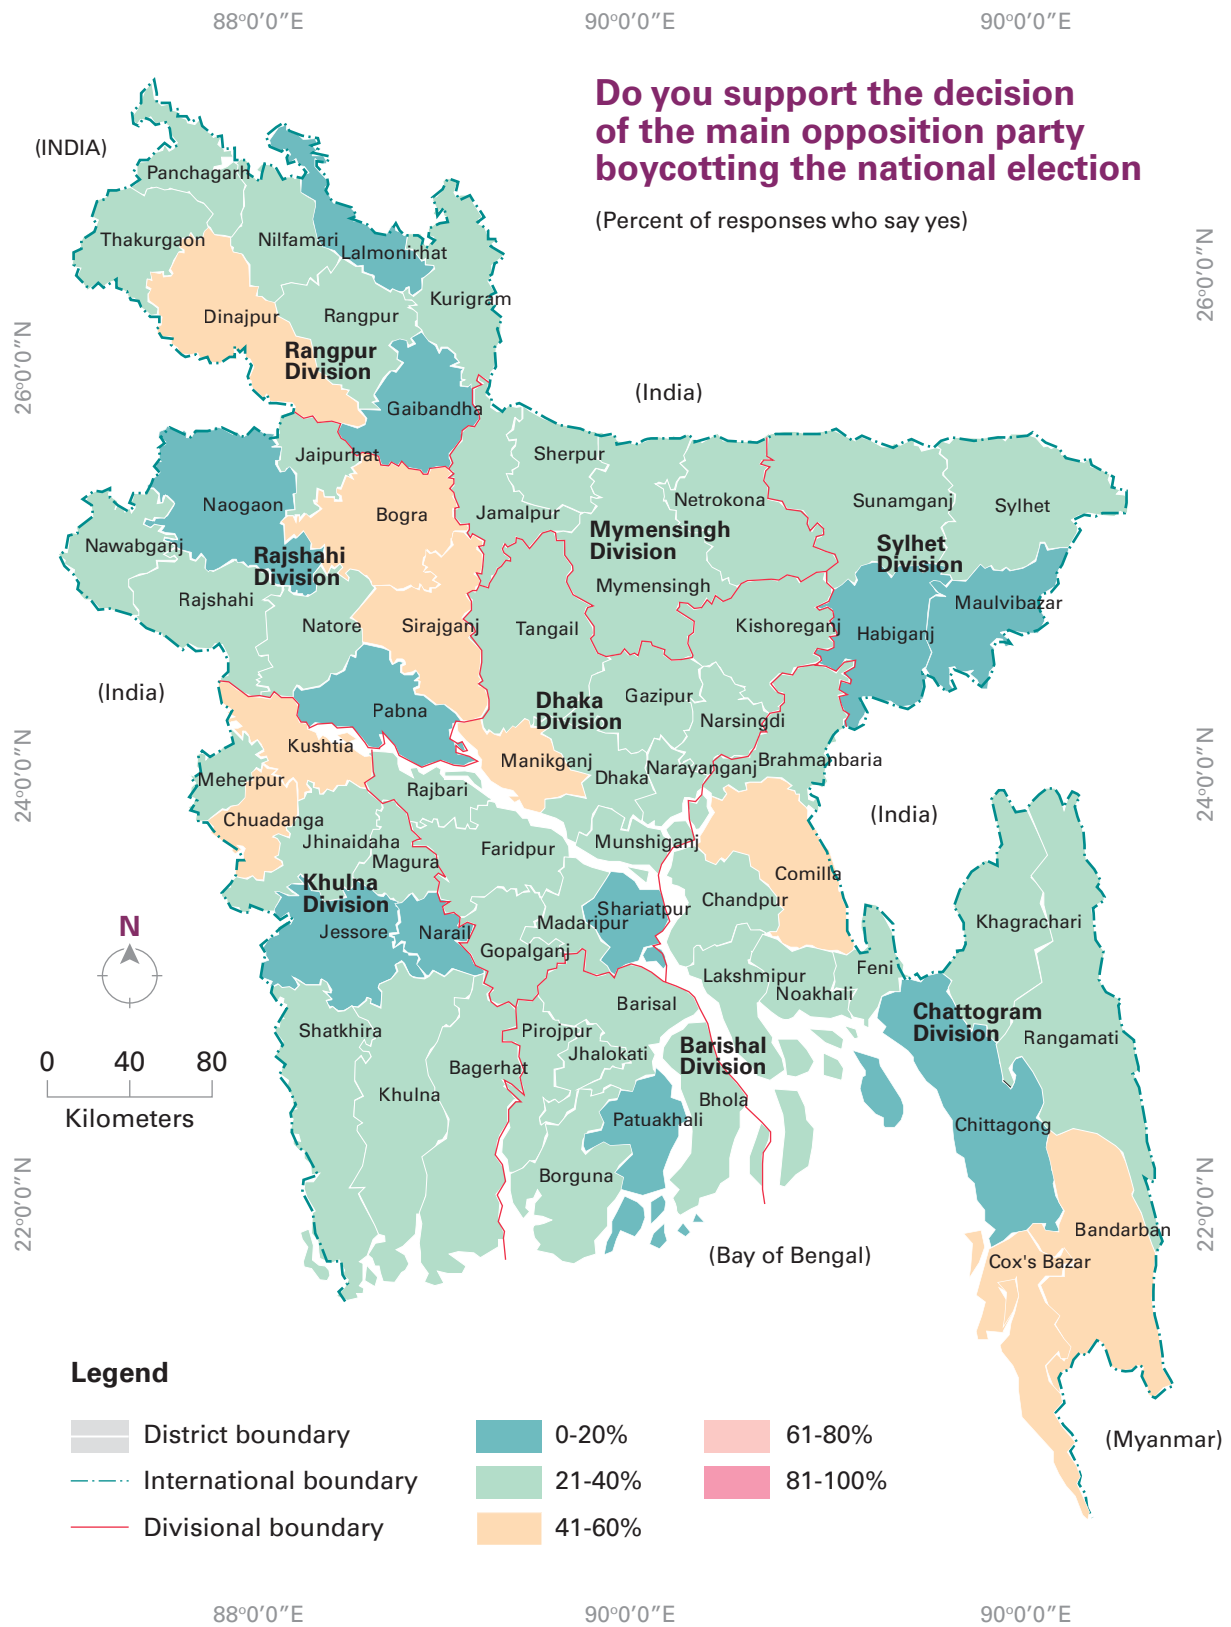 88°0'0"E
90°0'0"E
90°0'0"E
Do you support the decision
of the main opposition party
boycotting the national election
(Percent of responses who say yes)
(INDIA)
Panchagarh
Thakurgaon
Nilfamari
Lalmonirhat
Kurigram
26°0'0"N
26°0'0"N
Dinajpur
Rangpur
Rangpur
Division
Gaibandha
(India)
Jaipurhat
Sherpur
Naogaon
Bogra
Jamalpur
Netrokona
Sunamganj
Sylhet
Nawabganj
Rajshahi
Division
Mymensingh
Division
Sylhet
Division
Rajshahi
Mymensingh
Maulvibazar
Natore
Sirajganj
Tangail
Kishoreganj
Habiganj
(India)
Pabna
Dhaka
Division
Gazipur
Narsingdi
Kushtia
Manikganj
Dhaka
Narayanganj
Brahmanbaria
24°0'0"N
24°0'0"N
Meherpur
Rajbari
Chuadanga
(India)
Jhinaidaha
Magura
Faridpur
Munshiganj
Khulna
Division
Comilla
Chandpur
Shariatpur
Madaripur
Khagrachari
N
Jessore
Narail
Gopalganj
Lakshmipur
Noakhali
Feni
Barisal
Chattogram
Division
Shatkhira
Pirojpur
Jhalokati
Barishal
Division
Rangamati
0
40
80
Kilometers
Bagerhat
Khulna
Bhola
Patuakhali
Chittagong
Borguna
22°0'0"N
22°0'0"N
Bandarban
(Bay of Bengal)
Cox's Bazar
Legend
District boundary
International boundary
Divisional boundary
0-20%
21-40%
41-60%
61-80%
81-100%
(Myanmar)
88°0'0"E
90°0'0"E
90°0'0"E